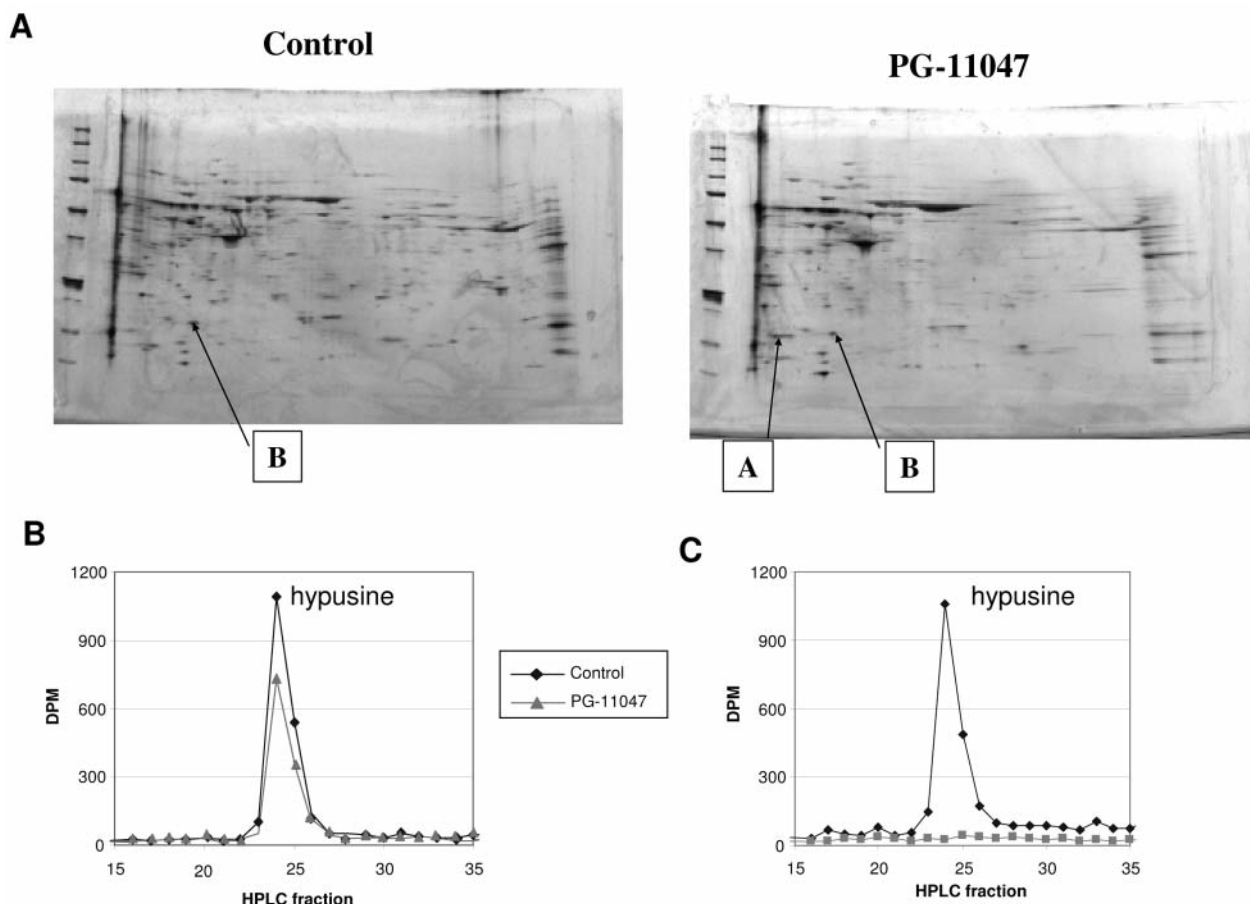 A
Control
PG-11047
B
A
B
B
1200
900
600
300
0
DPM
hypusine
15 20 25 30 35
HPLC fraction
Control
PG-11047
C
1200
900
600
300
0
DPM
hypusine
15 20 25 30 35
HPLC fraction